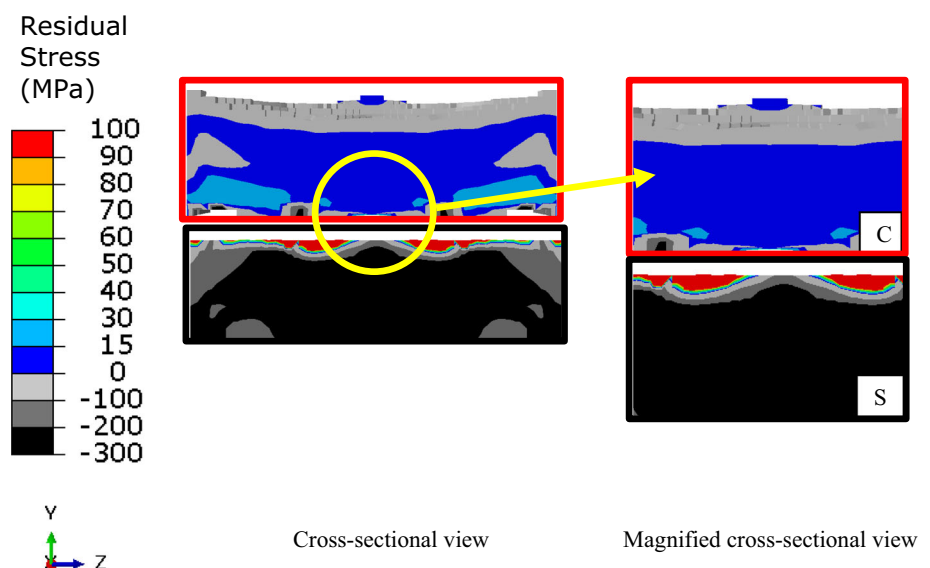 Residual
Stress
(MPa)
100
90
80
70
60
50
40
30
15
0
-100
-200
-300
C
S
Y
X
Z
Cross-sectional view
Magnified cross-sectional view